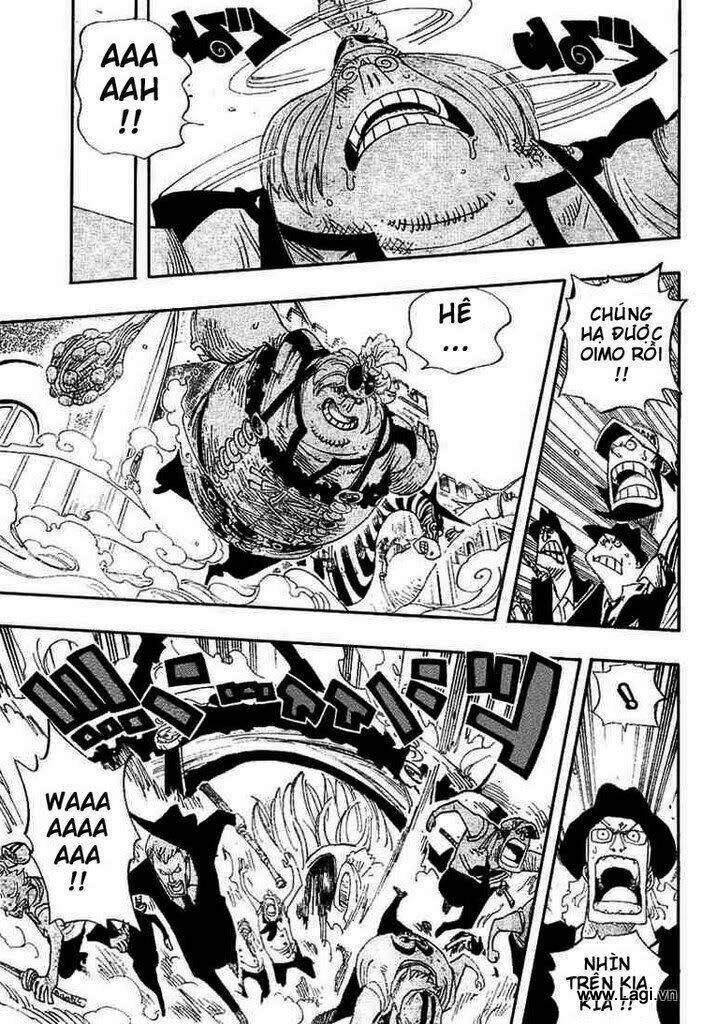 AAA
AAH
!!
CHÚNG
HẠ ĐƯỢC
OIMO RỒI
!!
HÊ
...
!
NHÌN
TRÊN KIA
KÌA !!
WAAA
AAAA
AAA
!!
www.Lagi.vn